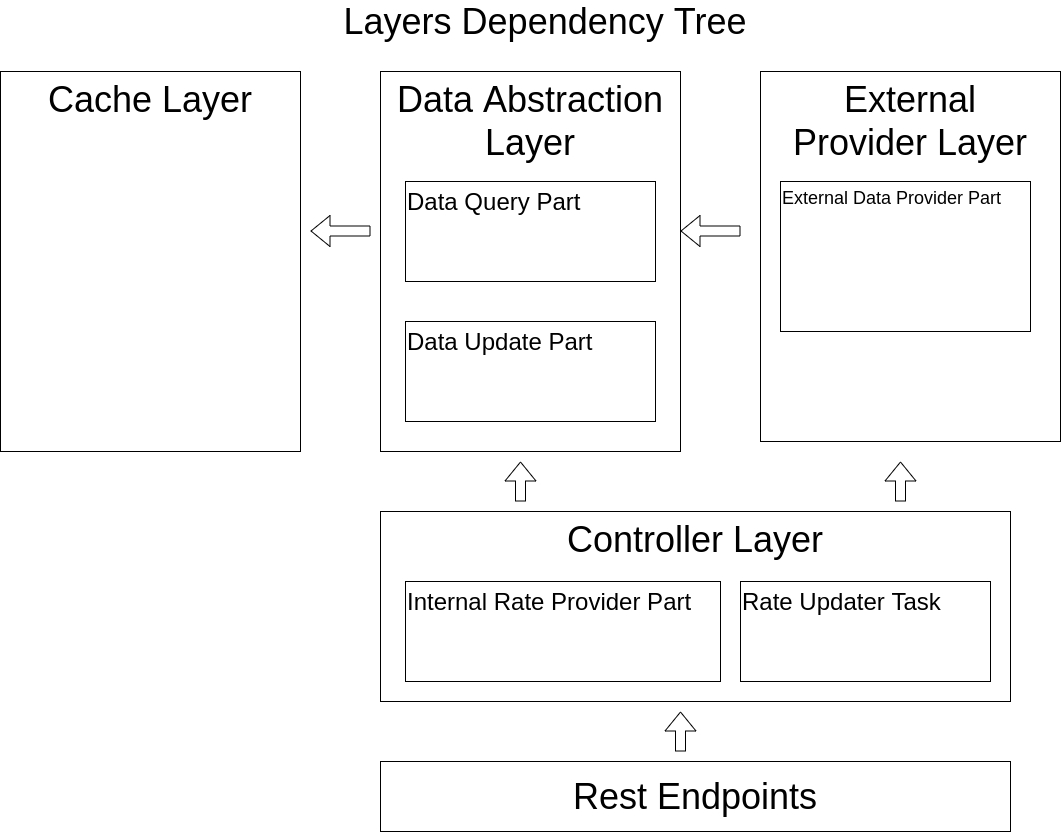 Layers Dependency Tree
Cache Layer
Data Abstraction
Layer
Data Query Part
Data Update Part
External
Provider Layer
External Data Provider Part
Controller Layer
Internal Rate Provider Part
Rate Updater Task
Rest Endpoints